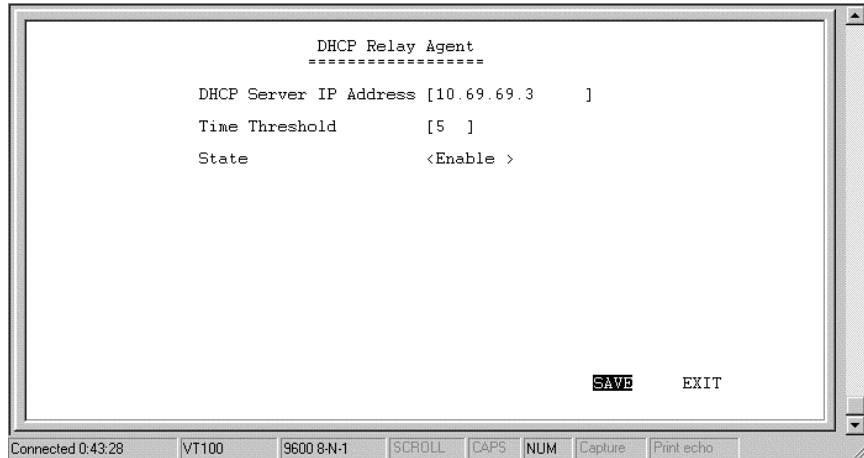 DHCP Relay Agent
==================
DHCP Server IP Address [10.69.69.3     ]
Time Threshold [5  ]
State <Enable >
SAVE EXIT
Connected 0:43:28 VT100 9600 8-N-1 SCROLL CAPS NUM Capture Print echo